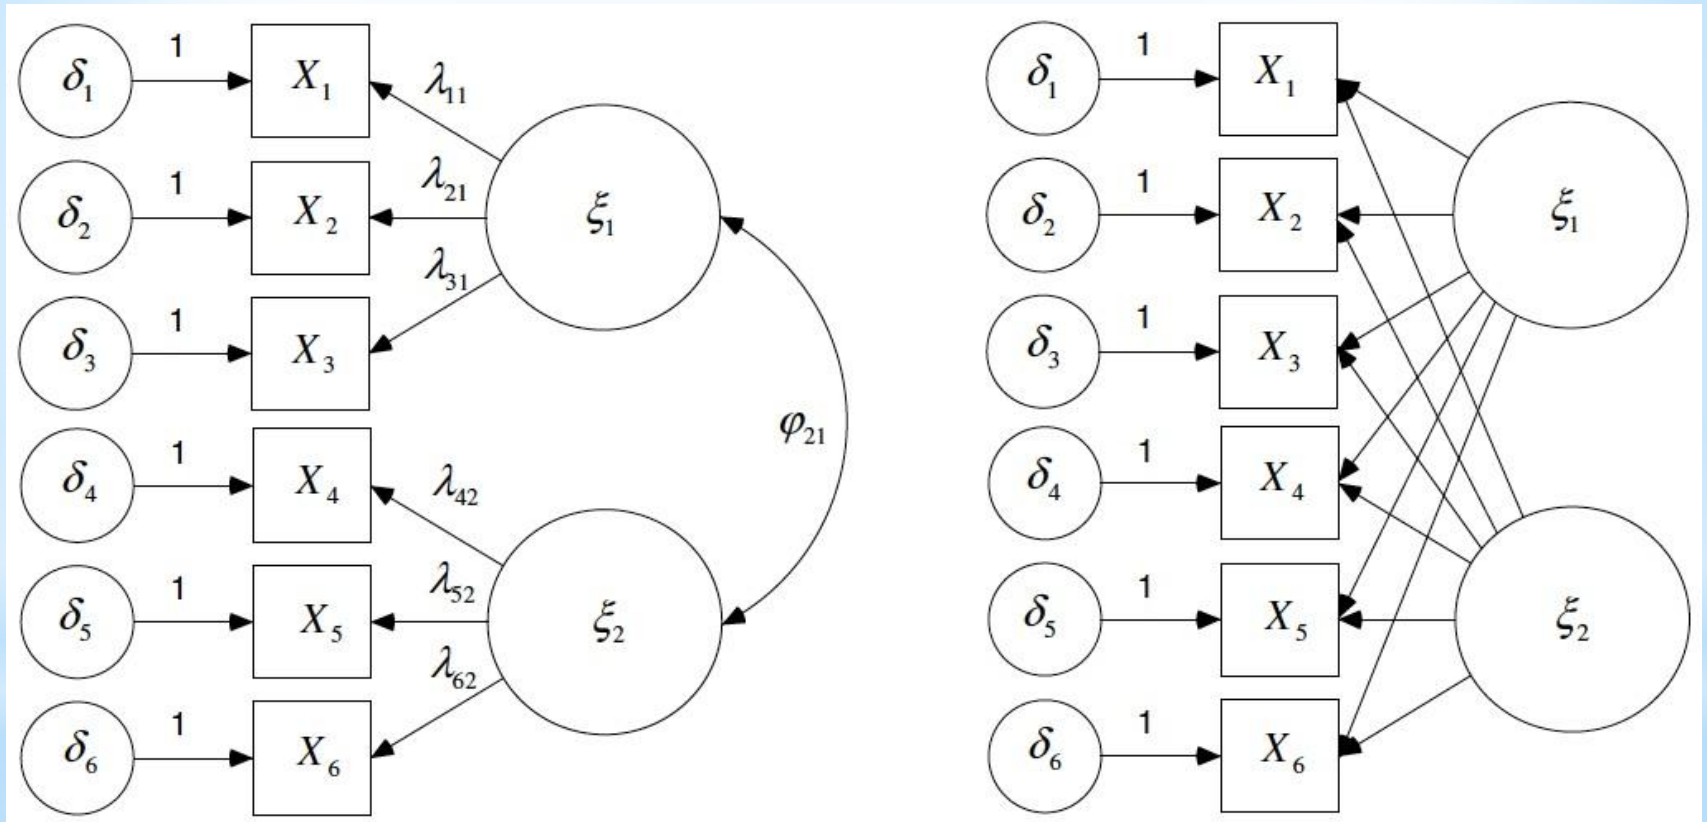 δ₁ 1 X₁ λ₁₁
δ₂ 1 X₂ λ₂₁ ξ₁
δ₃ 1 X₃ λ₃₁
φ₂₁
δ₄ 1 X₄ λ₄₂
δ₅ 1 X₅ λ₅₂ ξ₂
δ₆ 1 X₆ λ₆₂
δ₁ 1 X₁
δ₂ 1 X₂ ξ₁
δ₃ 1 X₃
δ₄ 1 X₄
δ₅ 1 X₅ ξ₂
δ₆ 1 X₆